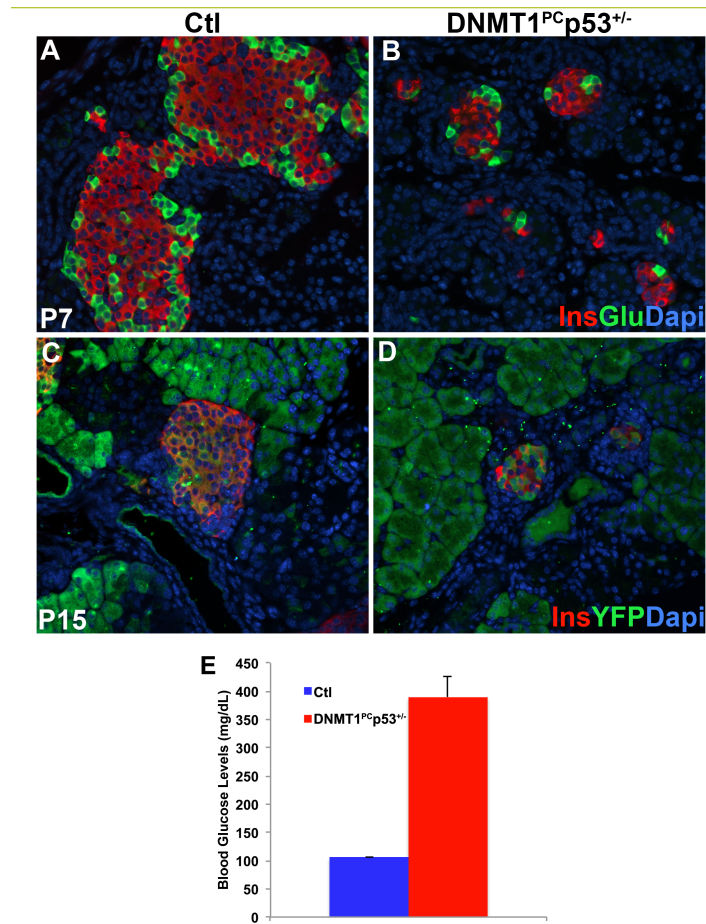 Ctl DNMT1PCp53+/-
A B
P7 InsGluDapi
C D
P15 InsYFPDapi
E
450
400
350
300
250
200
150
100
50
0
Blood Glucose Levels (mg/dL)
Ctl
DNMT1PCp53+/-